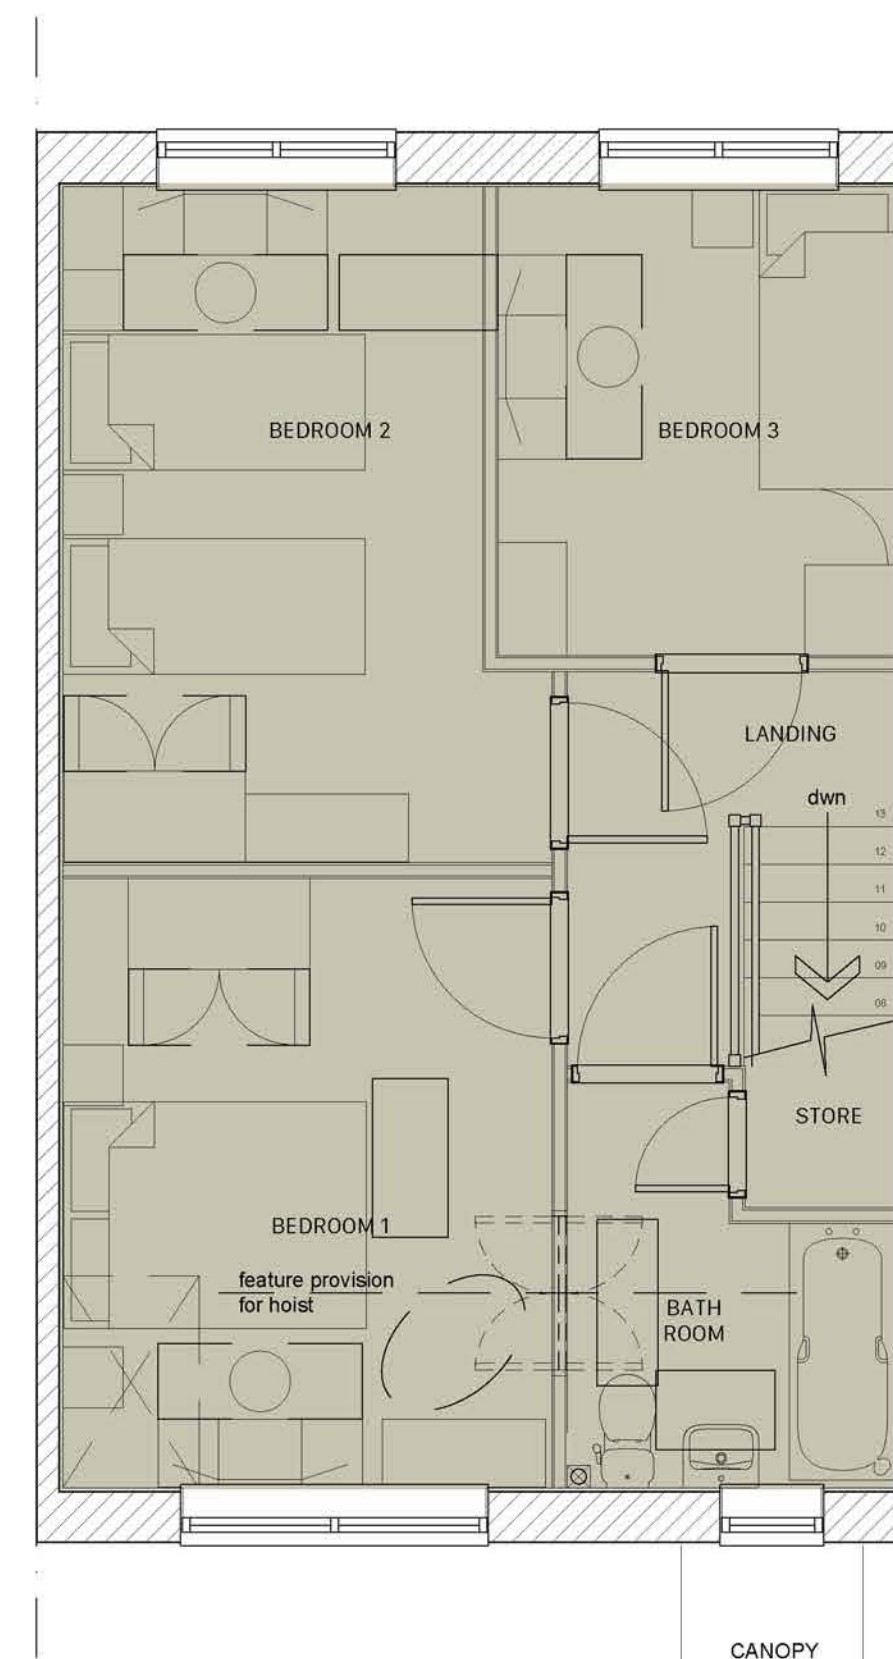 BEDROOM 2
BEDROOM 3
LANDING
dwn
13
12
11
10
09
08
STORE
BEDROOM 1
feature provision
for hoist
BATH
ROOM
CANOPY